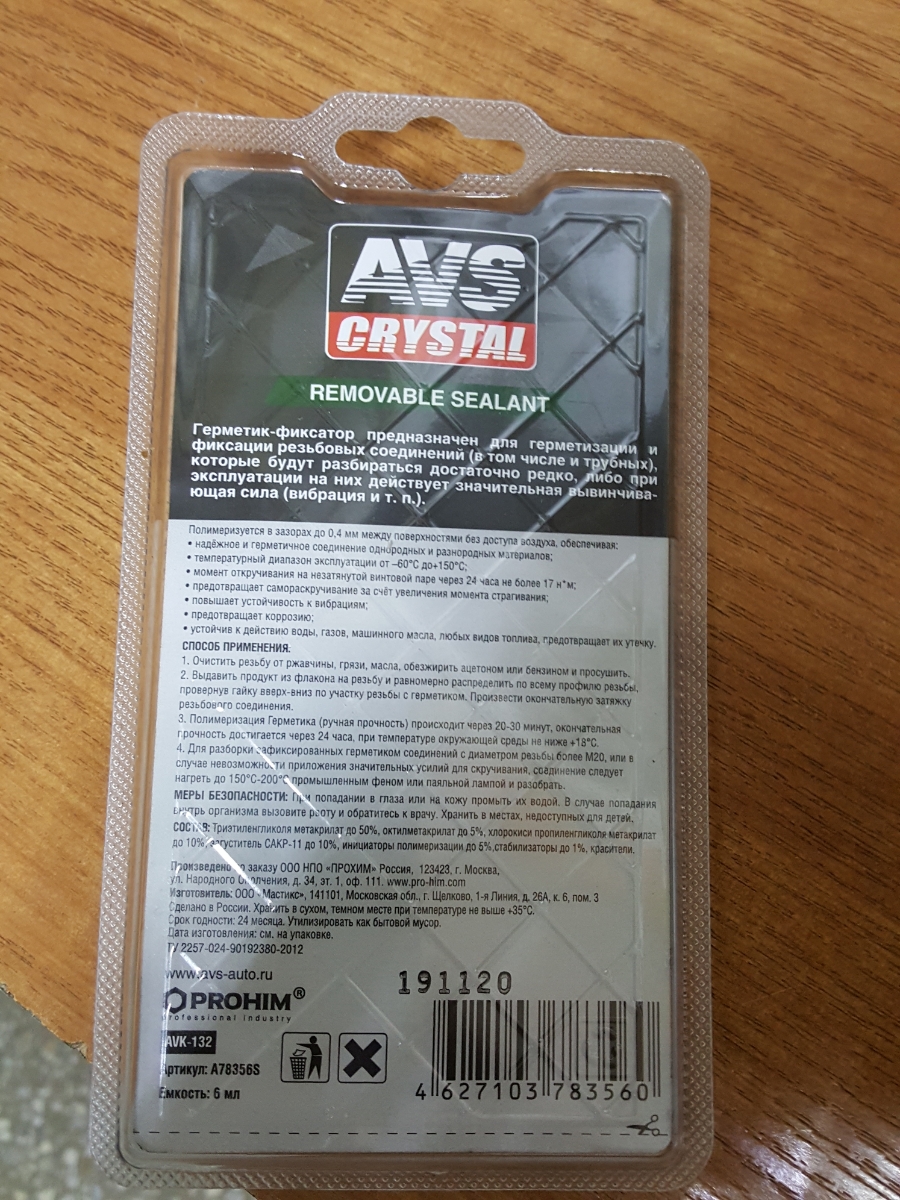 AVS
CRYSTAL
REMOVABLE SEALANT
Герметик-фиксатор предназначен для герметизации и
фиксации резьбовых соединений (в том числе и трубных),
которые будут разбираться достаточно редко, либо при
эксплуатации на них действует значительная вывинчива-
ющая сила (вибрация и т. п.).
Полимеризуется в зазорах до 0,4 мм между поверхностями без доступа воздуха, обеспечивая:
• надёжное и герметичное соединение однородных и разнородных материалов;
• температурный диапазон эксплуатации от –60°С до+150°С;
• момент откручивания на незатянутой винтовой паре через 24 часа не более 17 н*м;
• предотвращает самораскручивание за счёт увеличения момента страгивания;
• повышает устойчивость к вибрациям;
• предотвращает коррозию;
• устойчив к действию воды, газов, машинного масла, любых видов топлива, предотвращает их утечку.
СПОСОБ ПРИМЕНЕНИЯ:
1. Очистить резьбу от ржавчины, грязи, масла, обезжирить ацетоном или бензином и просушить.
2. Выдавить продукт из флакона на резьбу и равномерно распределить по всему профилю резьбы,
провернув гайку вверх-вниз по участку резьбы с герметиком. Произвести окончательную затяжку
резьбового соединения.
3. Полимеризация Герметика (ручная прочность) происходит через 20-30 минут, окончательная
прочность достигается через 24 часа, при температуре окружающей среды не ниже +18°С.
4. Для разборки зафиксированных герметиком соединений с диаметром резьбы более М20, или в
случае невозможности приложения значительных усилий для скручивания, соединение следует
нагреть до 150°С-200°С промышленным феном или паяльной лампой и разобрать.
МЕРЫ БЕЗОПАСНОСТИ: При попадании в глаза или на кожу промыть их водой. В случае попадания
внутрь организма вызовите рвоту и обратитесь к врачу. Хранить в местах, недоступных для детей.
СОСТАВ: Триэтиленгликоля метакрилат до 50%, октилметакрилат до 5%, хлорокиси пропиленгликоля метакрилат
до 10%, загуститель САКР-11 до 10%, инициаторы полимеризации до 5%,стабилизаторы до 1%, красители.
Произведено по заказу ООО НПО «ПРОХИМ» Россия, 123423, г. Москва,
ул. Народного Ополчения, д. 34, эт. 1, оф. 111. www.pro-him.com
Изготовитель: ООО «Мастикс», 141101, Московская обл., г. Щелково, 1-я Линия, д. 26А, к. 6, пом. 3
Сделано в России. Хранить в сухом, темном месте при температуре не выше +35°С.
Срок годности: 24 месяца. Утилизировать как бытовой мусор.
Дата изготовления: см. на упаковке.
ТУ 2257-024-90192380-2012
www.avs-auto.ru
191120
PROHIM®
professional industry
AVK-132
Артикул: A78356S
Емкость: 6 мл
4 627103 783560